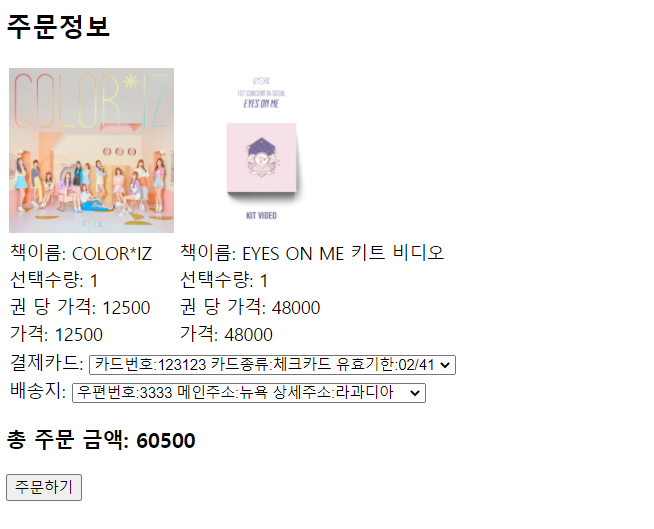 주문정보
COLOR*IZ
IZ*ONE
1ST CONCERT IN SEOUL
EYES ON ME
KIT VIDEO
책이름: COLOR*IZ
선택수량: 1
권 당 가격: 12500
가격: 12500
책이름: EYES ON ME 키트 비디오
선택수량: 1
권 당 가격: 48000
가격: 48000
결제카드: 카드번호:123123 카드종류:체크카드 유효기한:02/41
배송지: 우편번호:3333 메인주소:뉴욕 상세주소:라과디아
총 주문 금액: 60500
주문하기